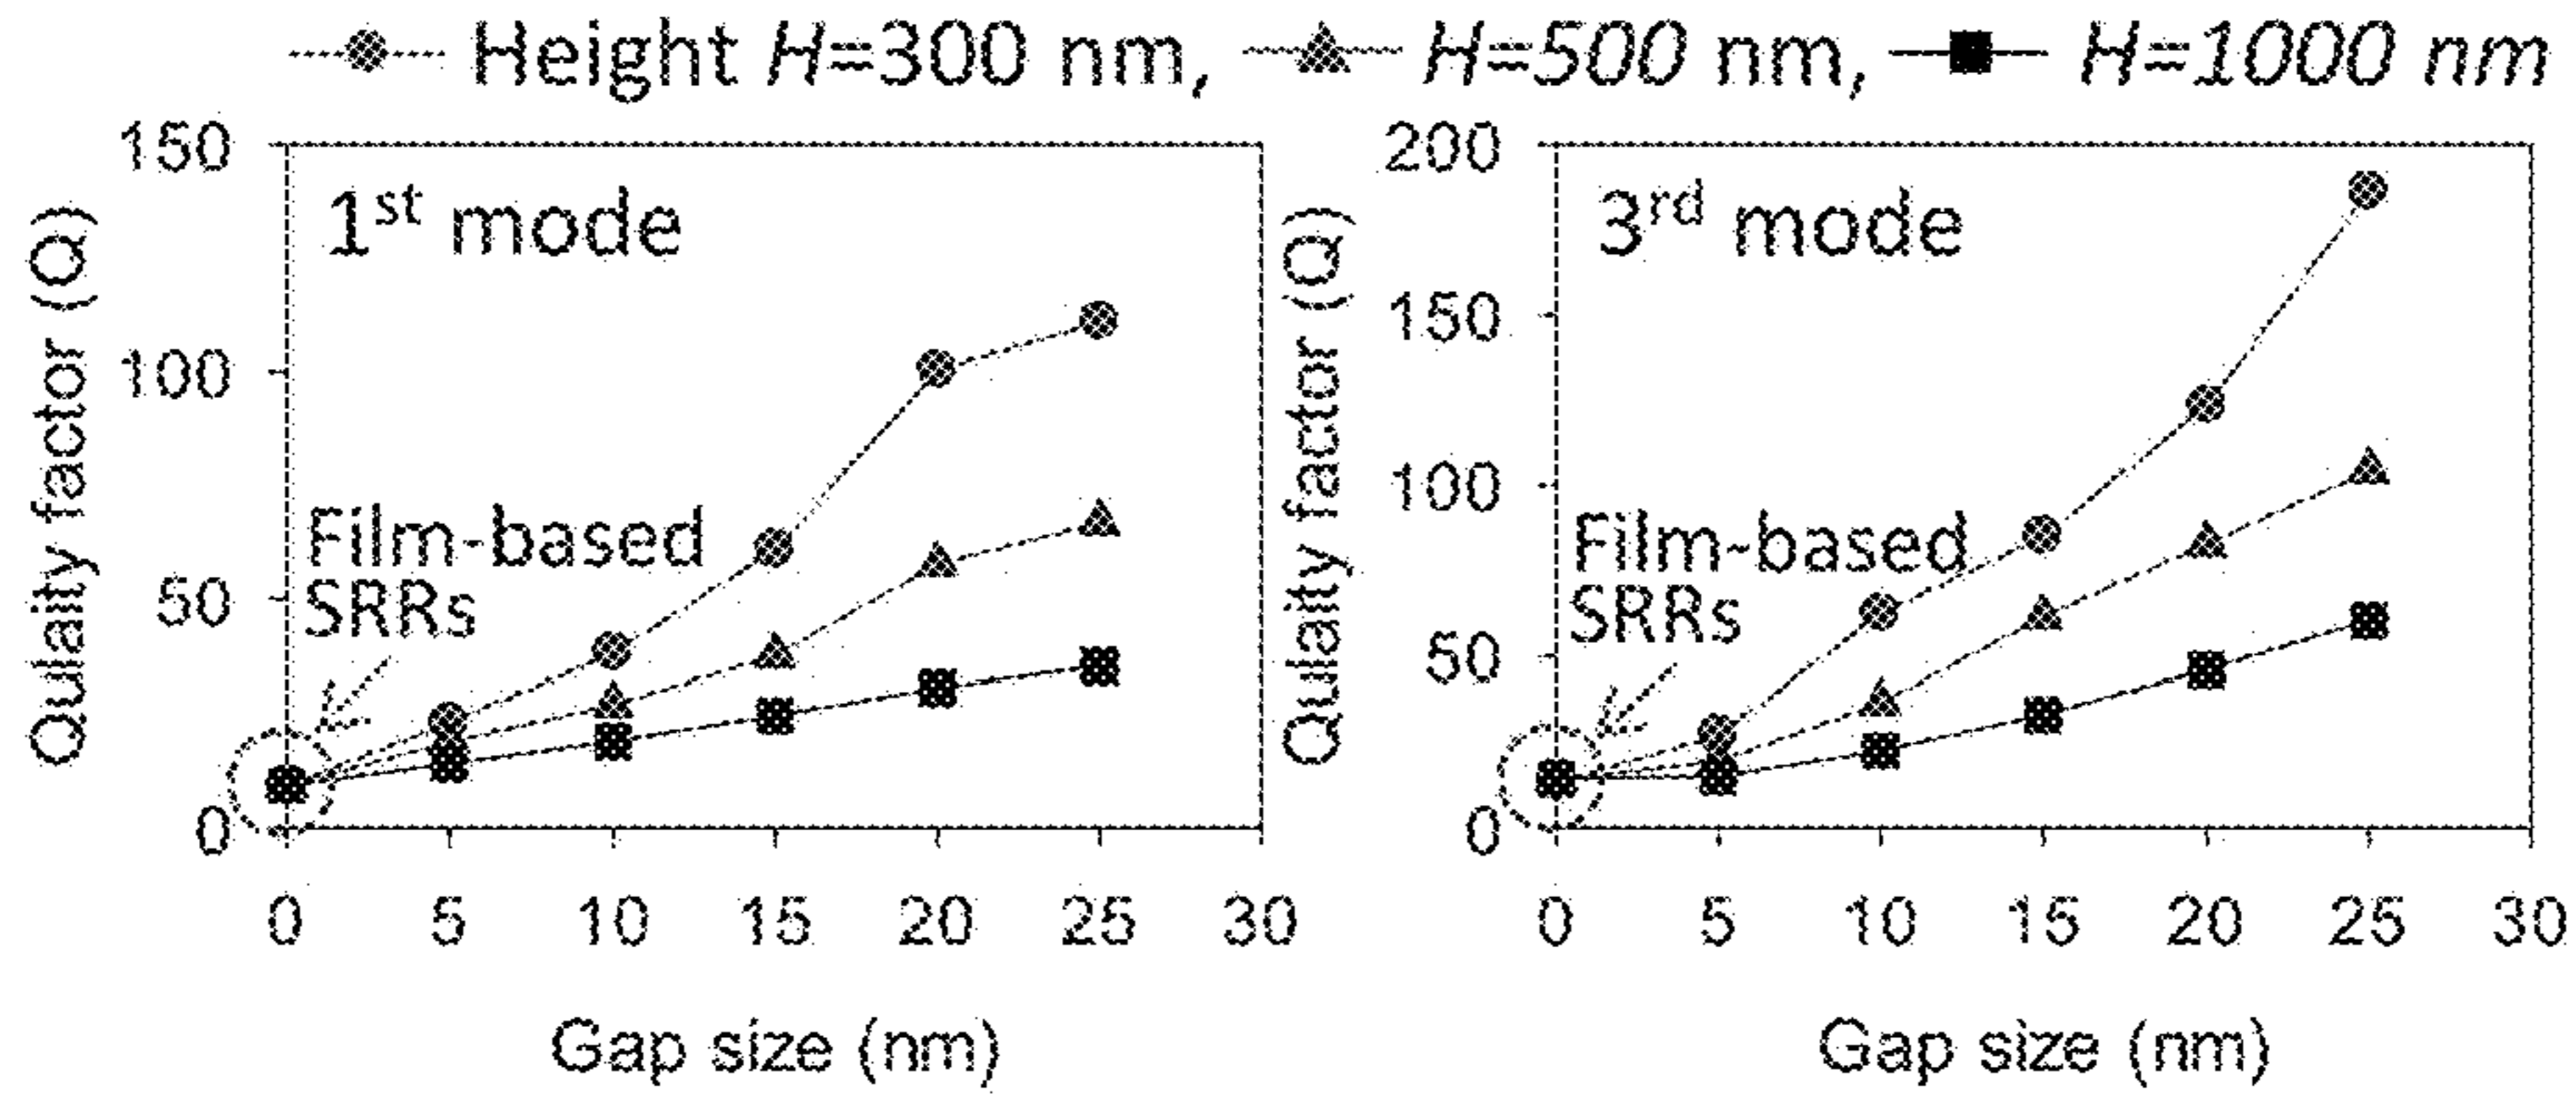 Height H=300 nm, H=500 nm, H=1000 nm
150
100
50
0
Qulaity factor (Q)
1st mode
Film-based
SRRs
0 5 10 15 20 25 30
Gap size (nm)
200
150
100
50
0
Qulaity factor (Q)
3rd mode
Film-based
SRRs
0 5 10 15 20 25 30
Gap size (nm)